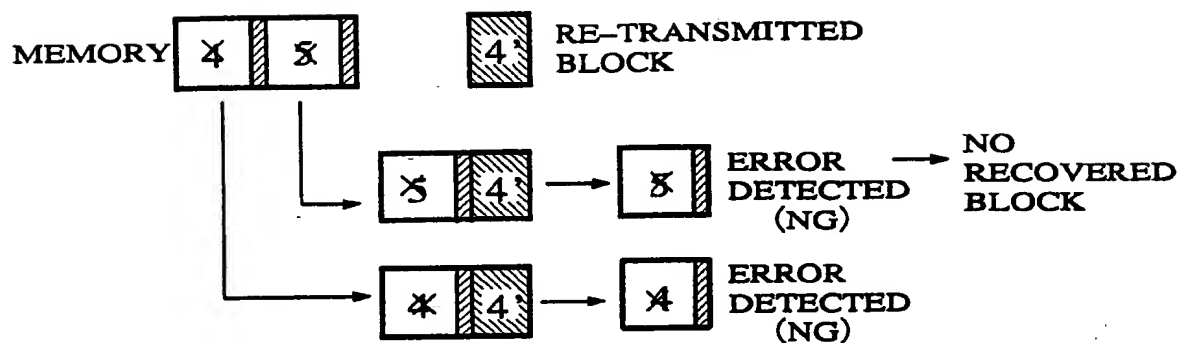 MEMORY 4 5 4' RE-TRANSMITTED
BLOCK
5 4' 5 ERROR
DETECTED
(NG)
NO
RECOVERED
BLOCK
4 4' 4 ERROR
DETECTED
(NG)